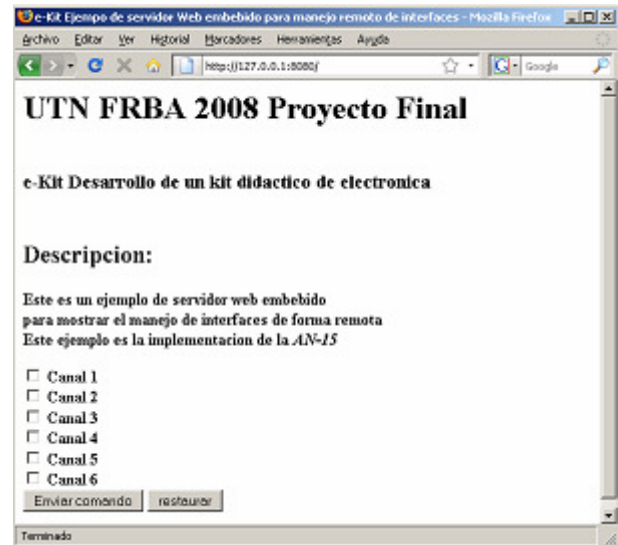 e-Kit Ejempo de servidor Web embebido para manejo remoto de interfaces - Mozilla Firefox
Archivo Editar Ver Historial Marcadores Herramientas Ayuda
http://127.0.0.1:8080/ Google
UTN FRBA 2008 Proyecto Final
e-Kit Desarrollo de un kit didactico de electronica
Descripcion:
Este es un ejemplo de servidor web embebido
para mostrar el manejo de interfaces de forma remota
Este ejemplo es la implementacion de la AN-15
Canal 1
Canal 2
Canal 3
Canal 4
Canal 5
Canal 6
Enviar comando restaurar
Terminado